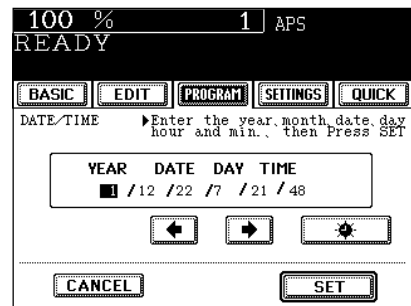 100 % 1 APS
READY
BASIC EDIT PROGRAM SETTINGS QUICK
DATE/TIME ▶Enter the year,month,date,day
hour and min., then Press SET
YEAR DATE DAY TIME
1 /12 /22 /7 /21 /48
CANCEL SET